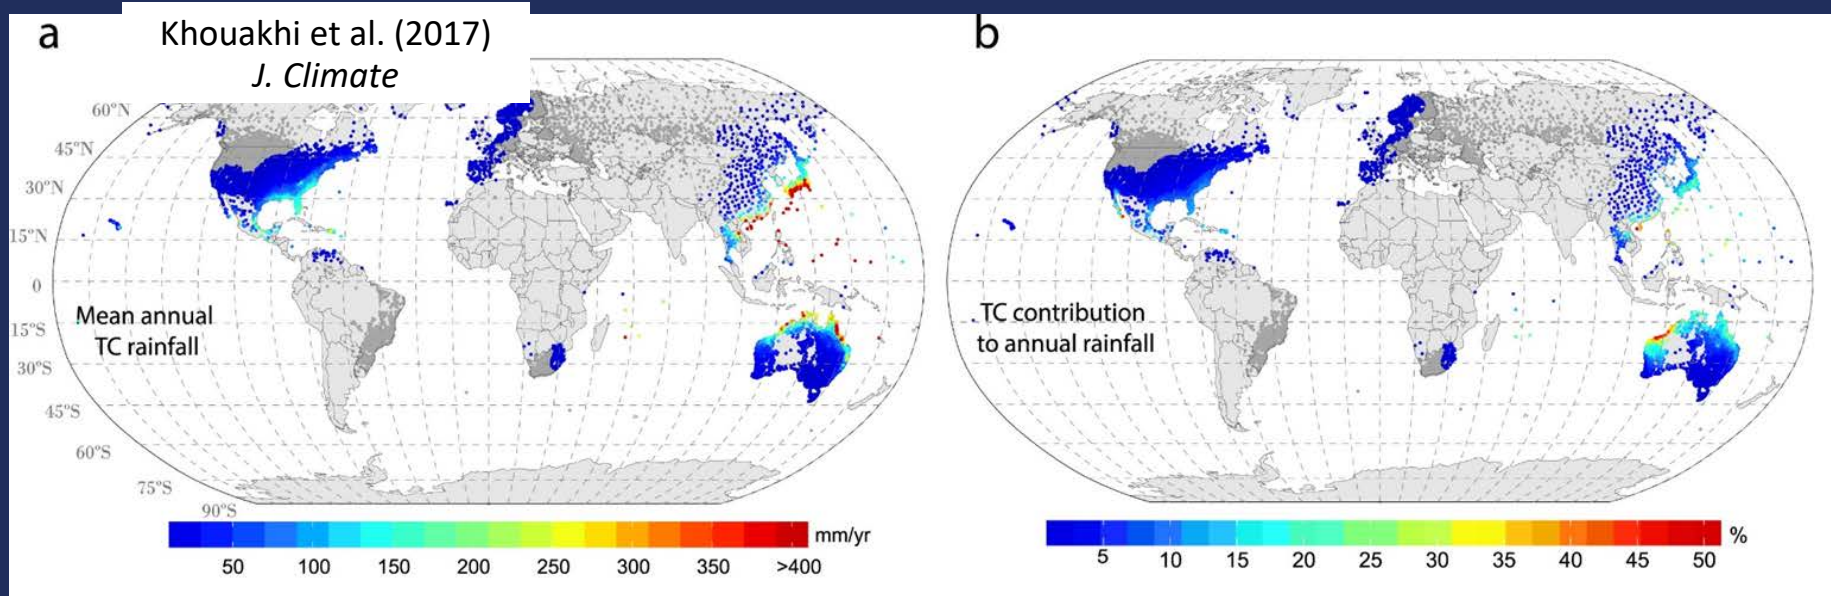 a
Khouakhi et al. (2017)
J. Climate
60°N
45°N
30°N
15°N
0
15°S
30°S
45°S
60°S
75°S
90°S
Mean annual
TC rainfall
50 100 150 200 250 300 350 >400
mm/yr
b
TC contribution
to annual rainfall
5 10 15 20 25 30 35 40 45 50
%